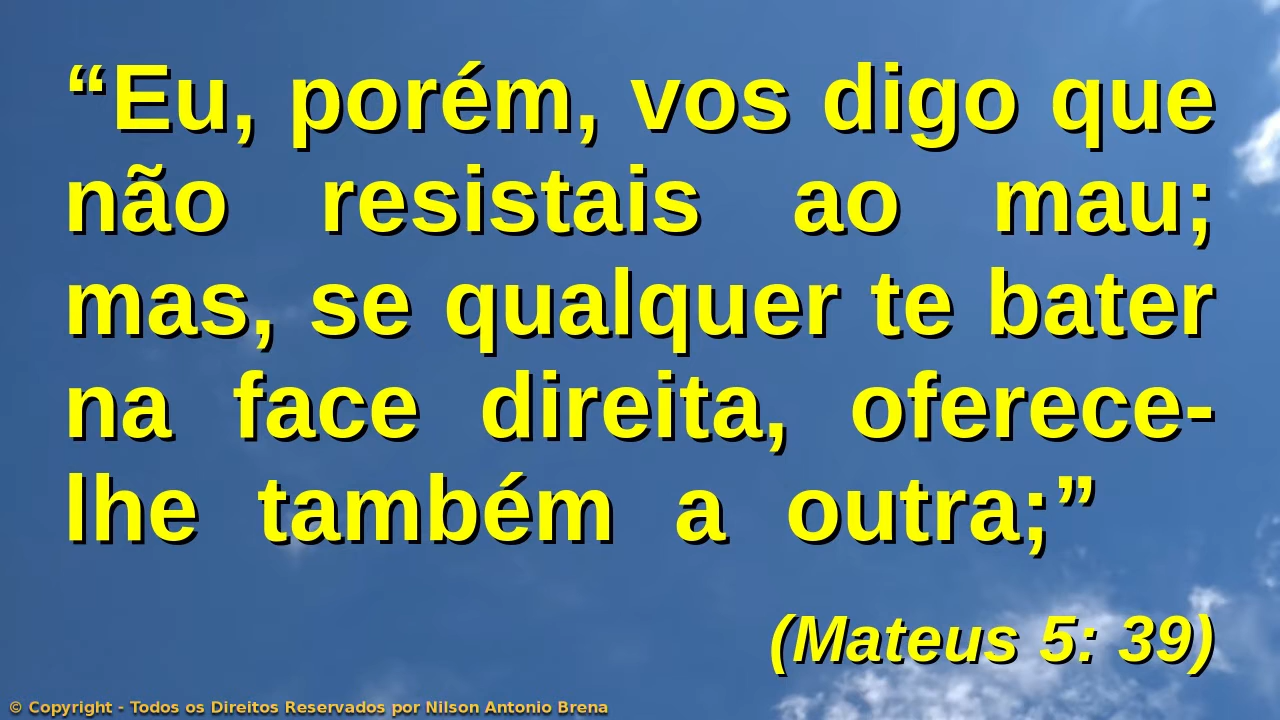 “Eu, porém, vos digo que
não resistais ao mau;
mas, se qualquer te bater
na face direita, oferece-
lhe também a outra;”
(Mateus 5: 39)
© Copyright - Todos os Direitos Reservados por Nilson Antonio Brena